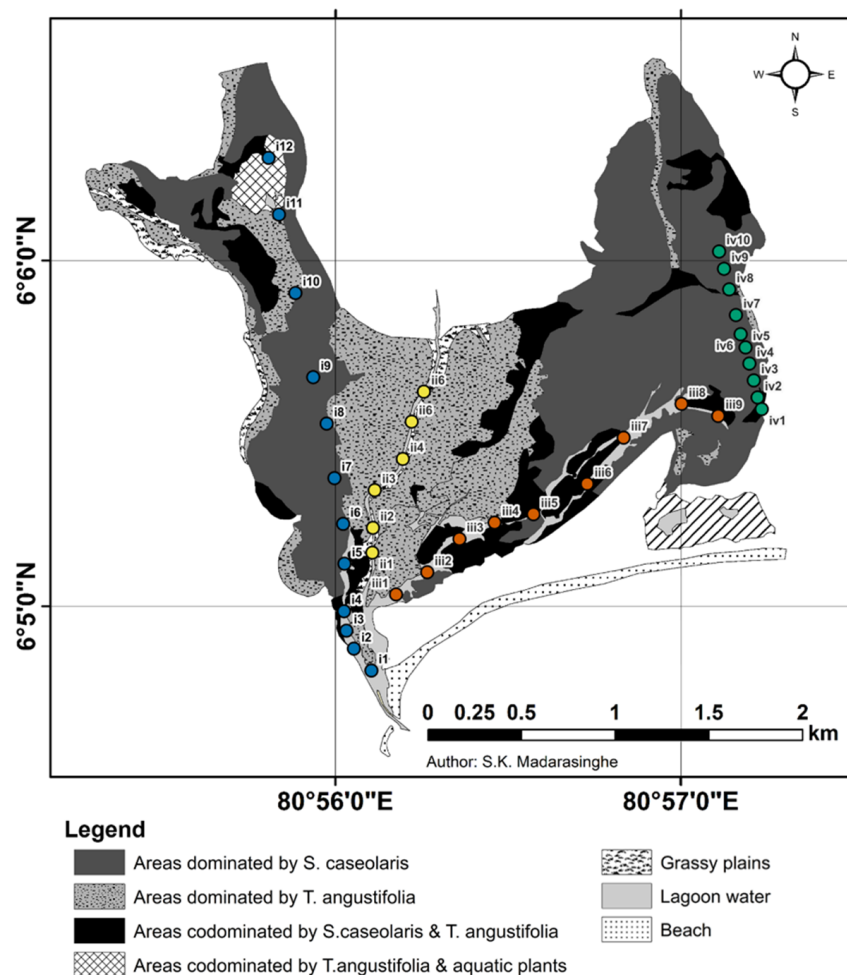 N
W E
S
i12
i11
iv10
iv9
6°6'0"N
i10
iv8
iv7
iv5
iv6
iv4
i9
iv3
ii6
iv2
iii8
iii9
iv1
i8
ii6
iii7
ii4
i7
ii3
iii6
i6
ii2
iii4
iii5
iii3
i5
ii1
iii2
iii1
6°5'0"N
i4
i3
i2
i1
0 0.25 0.5 1 1.5 2
km
Author: S.K. Madarasinghe
80°56'0"E 80°57'0"E
Legend
Areas dominated by S. caseolaris
Areas dominated by T. angustifolia
Areas codominated by S.caseolaris & T. angustifolia
Areas codominated by T.angustifolia & aquatic plants
Grassy plains
Lagoon water
Beach